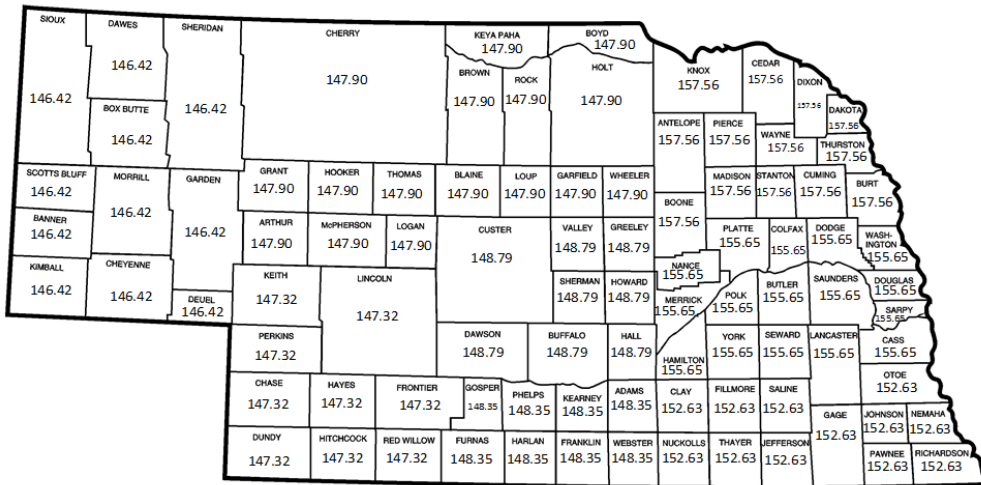 SIOUX
146.42
DAWES
146.42
SHERIDAN
146.42
CHERRY
147.90
KEYA PAHA
147.90
BOYD
147.90
BROWN
147.90
ROCK
147.90
HOLT
147.90
KNOX
157.56
CEDAR
157.56
DIXON
157.56
DAKOTA
157.56
BOX BUTTE
146.42
ANTELOPE
157.56
PIERCE
157.56
WAYNE
157.56
THURSTON
157.56
SCOTTS BLUFF
146.42
MORRILL
146.42
GARDEN
146.42
GRANT
147.90
HOOKER
147.90
THOMAS
147.90
BLAINE
147.90
LOUP
147.90
GARFIELD
147.90
WHEELER
147.90
BOONE
157.56
MADISON
157.56
STANTON
157.56
CUMING
157.56
BURT
157.56
BANNER
146.42
ARTHUR
147.90
McPHERSON
147.90
LOGAN
147.90
CUSTER
148.79
VALLEY
148.79
GREELEY
148.79
PLATTE
155.65
COLFAX
155.65
DODGE
155.65
WASH-
INGTON
155.65
KIMBALL
146.42
CHEYENNE
146.42
DEUEL
146.42
KEITH
147.32
LINCOLN
147.32
SHERMAN
148.79
HOWARD
148.79
NANCE
155.65
MERRICK
155.65
POLK
155.65
BUTLER
155.65
SAUNDERS
155.65
DOUGLAS
155.65
SARPY
155.65
PERKINS
147.32
DAWSON
148.79
BUFFALO
148.79
HALL
148.79
HAMILTON
155.65
YORK
155.65
SEWARD
155.65
LANCASTER
155.65
CASS
155.65
OTOE
152.63
CHASE
147.32
HAYES
147.32
FRONTIER
147.32
GOSPER
148.35
PHELPS
148.35
KEARNEY
148.35
ADAMS
148.35
CLAY
152.63
FILLMORE
152.63
SALINE
152.63
GAGE
152.63
JOHNSON
152.63
NEMAHA
152.63
DUNDY
147.32
HITCHCOCK
147.32
RED WILLOW
147.32
FURNAS
148.35
HARLAN
148.35
FRANKLIN
148.35
WEBSTER
148.35
NUCKOLLS
152.63
THAYER
152.63
JEFFERSON
152.63
PAWNEE
152.63
RICHARDSON
152.63